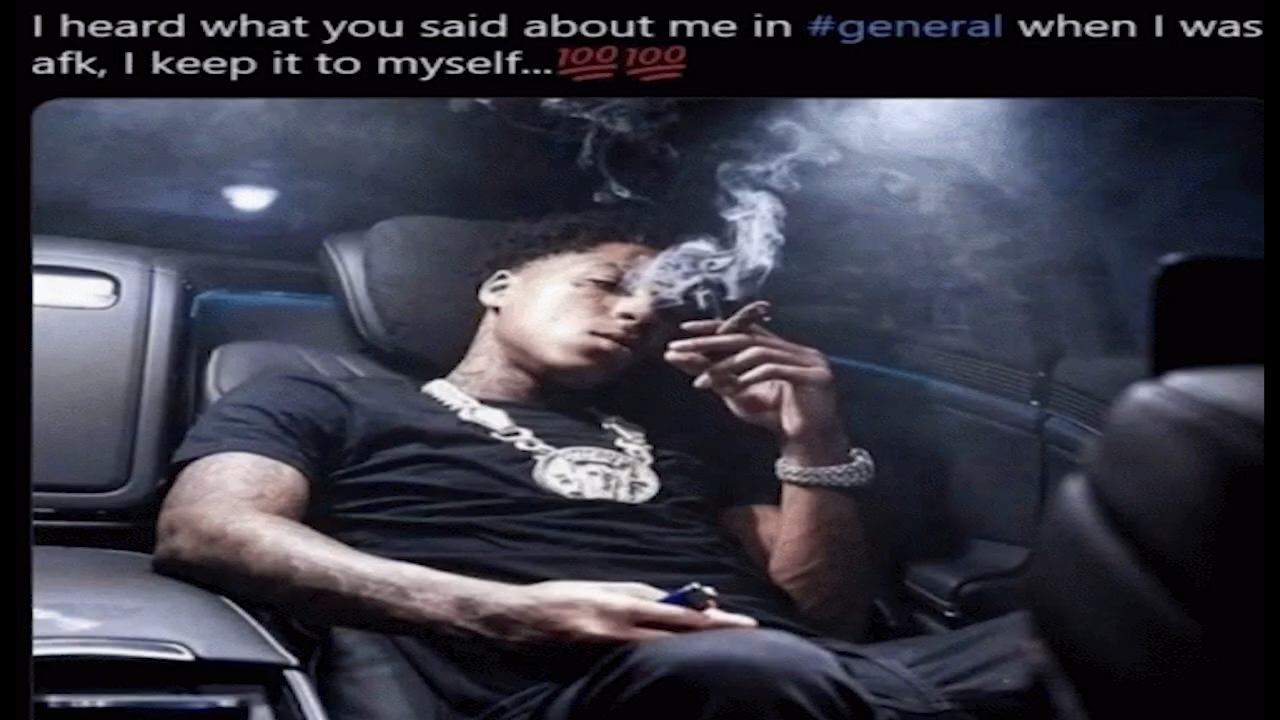 I heard what you said about me in #general when I was
afk, I keep it to myself...💯💯